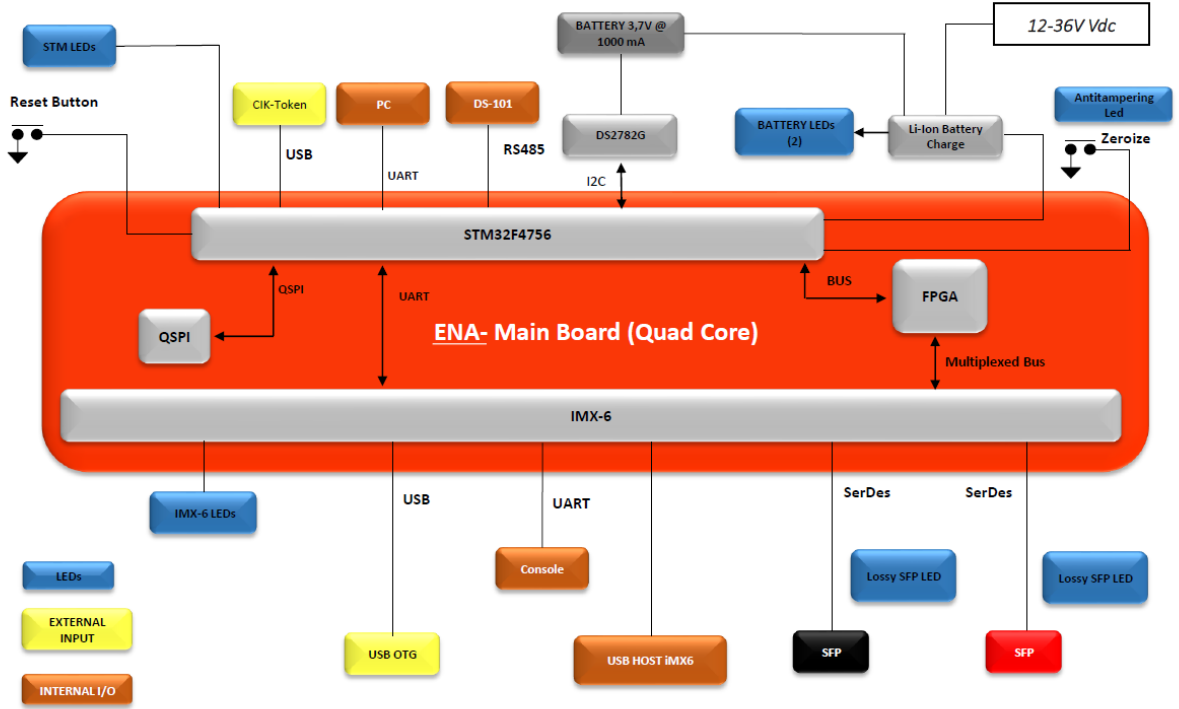 STM LEDs
BATTERY 3,7V @
1000 mA
12-36V Vdc
Reset Button
CIK-Token
PC
DS-101
Antitampering
Led
DS2782G
BATTERY LEDs
(2)
Li-Ion Battery
Charge
Zeroize
USB
UART
RS485
I2C
STM32F4756
QSPI
UART
BUS
FPGA
QSPI
ENA- Main Board (Quad Core)
Multiplexed Bus
IMX-6
USB
UART
SerDes
SerDes
IMX-6 LEDs
LEDs
Console
Lossy SFP LED
Lossy SFP LED
EXTERNAL
INPUT
USB OTG
USB HOST iMX6
SFP
SFP
INTERNAL I/O